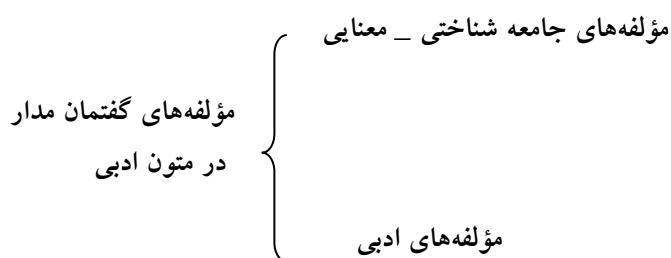 مؤلفه‌های جامعه شناختی _ معنایی
مؤلفه‌های گفتمان مدار
در متون ادبی
مؤلفه‌های ادبی